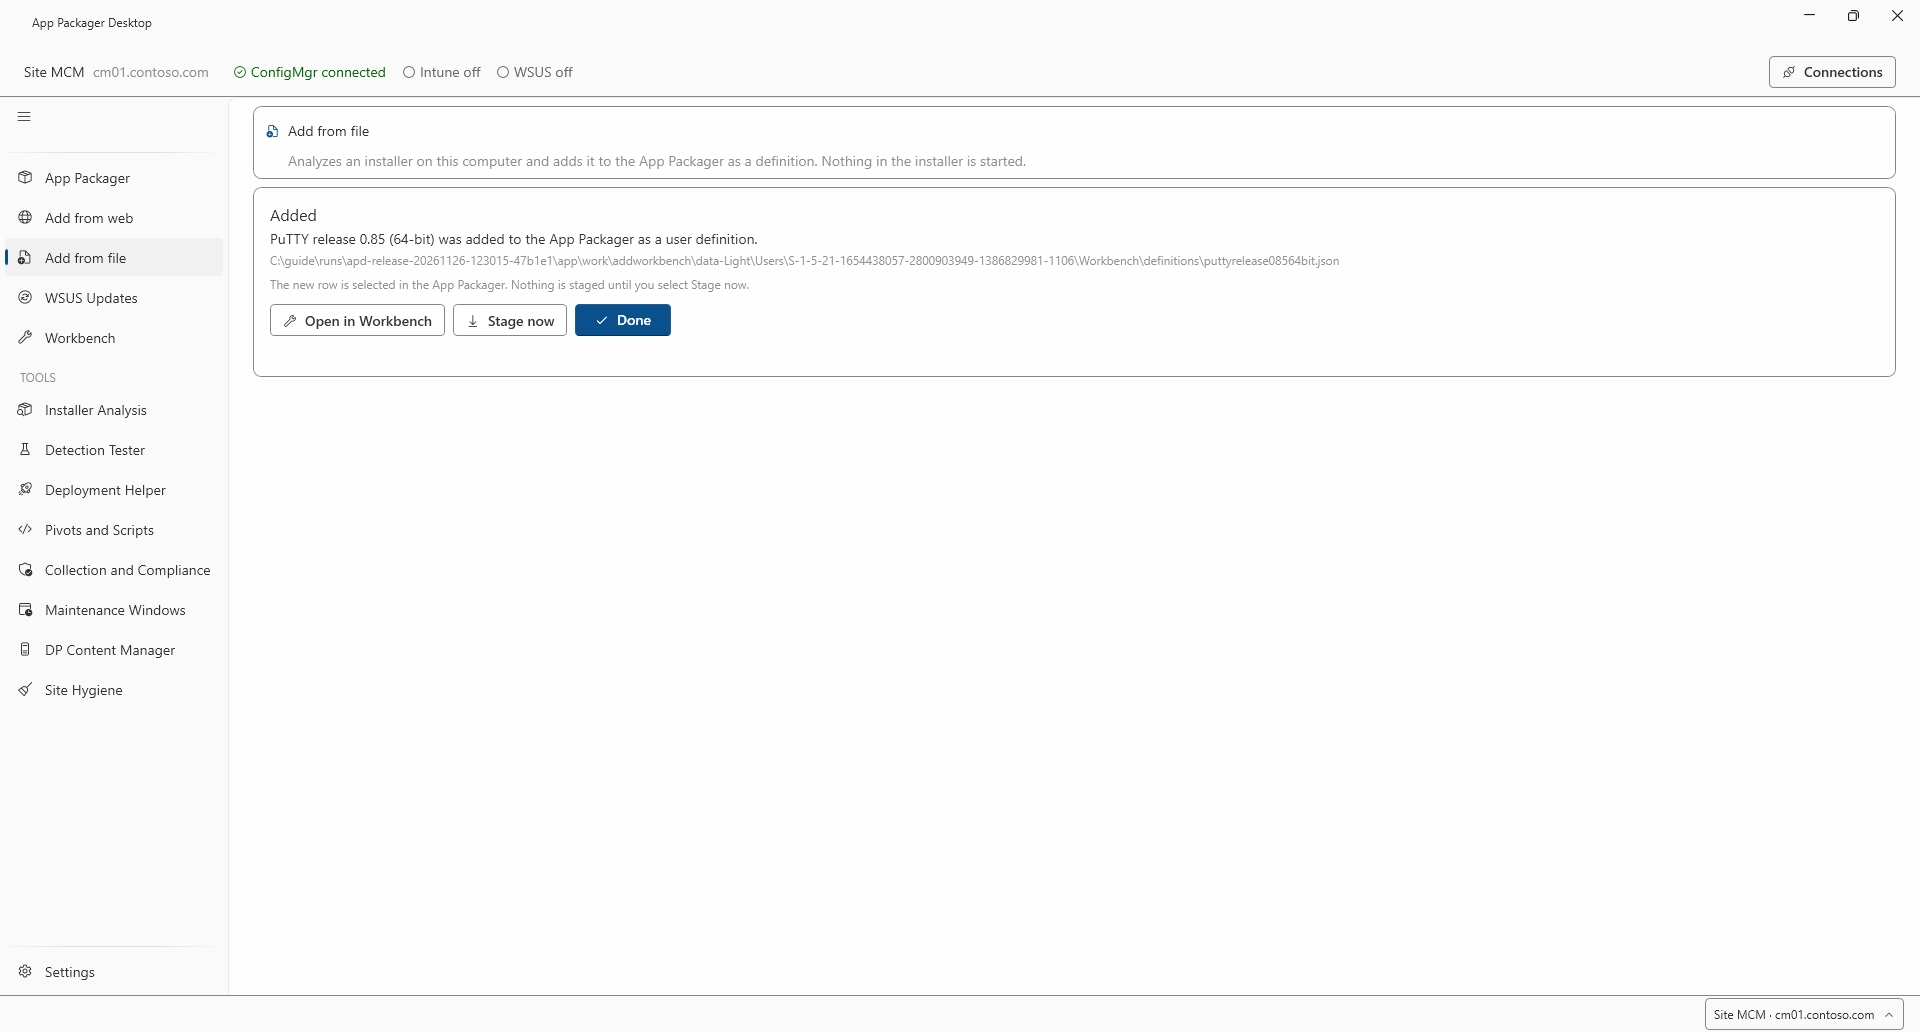 App Packager Desktop
Site MCM cm01.contoso.com ConfigMgr connected Intune off WSUS off Connections
Add from file
Analyzes an installer on this computer and adds it to the App Packager as a definition. Nothing in the installer is started.
App Packager
Add from web
Add from file
WSUS Updates
Workbench
TOOLS
Installer Analysis
Detection Tester
Deployment Helper
Pivots and Scripts
Collection and Compliance
Maintenance Windows
DP Content Manager
Site Hygiene
Settings
Added
PuTTY release 0.85 (64-bit) was added to the App Packager as a user definition.
C:\guide\runs\apd-release-20261126-123015-47b1e1\app\work\addworkbench\data-Light\Users\S-1-5-21-1654438057-2800903949-1386829981-1106\Workbench\definitions\puttyrelease08564bit.json
The new row is selected in the App Packager. Nothing is staged until you select Stage now.
Open in Workbench Stage now Done
Site MCM · cm01.contoso.com